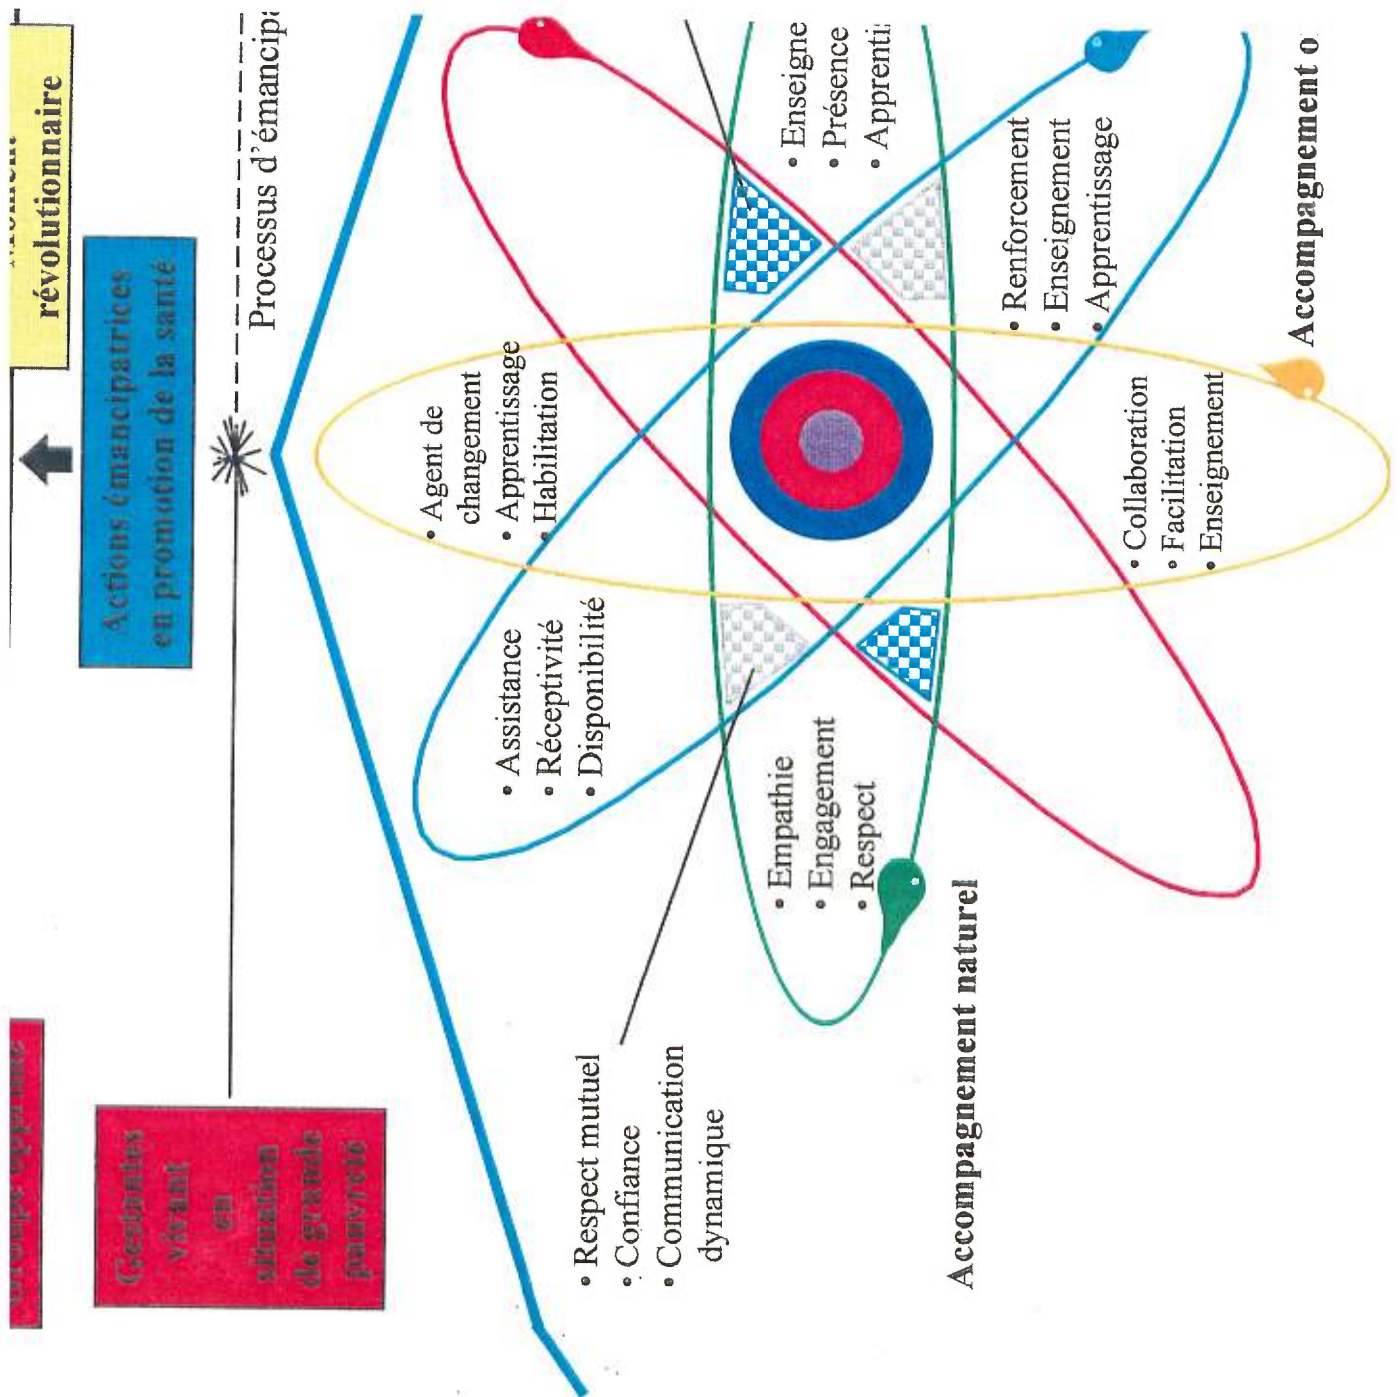 révolutionnaire
Actions émancipatrices
en promotion de la santé
Gestantes
vivant
en
situation
de grande
pauvreté
Processus d'émancipa
• Agent de
changement
• Apprentissage
• Habilitation
• Assistance
• Réceptivité
• Disponibilité
• Respect mutuel
• Confiance
• Communication
dynamique
• Empathie
• Engagement
• Respect
• Enseigne
• Présence
• Apprenti
• Renforcement
• Enseignement
• Apprentissage
• Collaboration
• Facilitation
• Enseignement
Accompagnement naturel
Accompagnement o